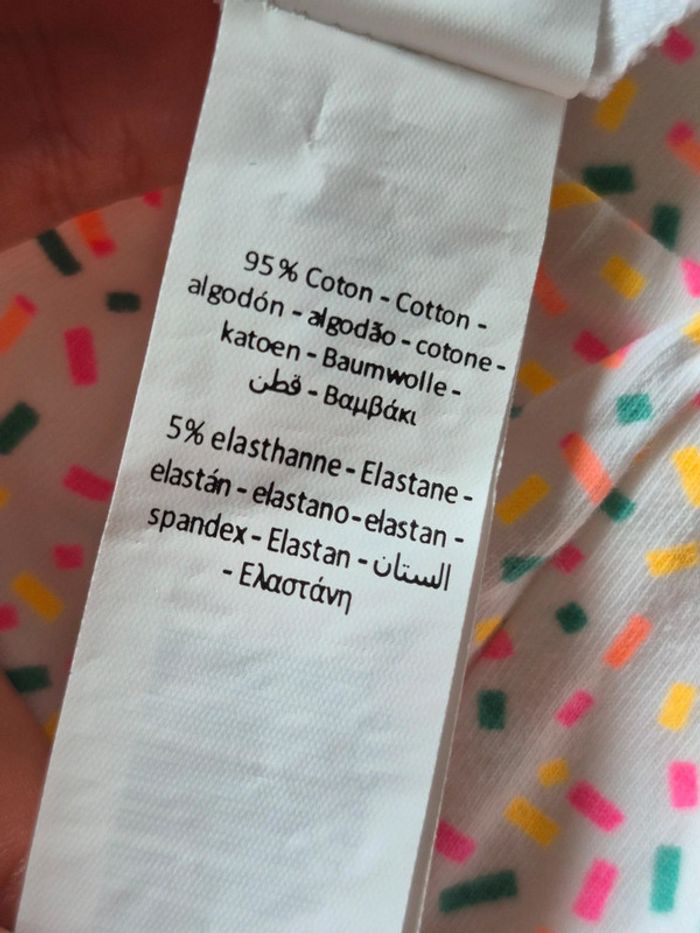 95% Coton - Cotton -
algodón - algodão - cotone -
katoen - Baumwolle -
قطن - Βαμβάκι
5% elasthanne - Elastane -
elastán - elastano - elastan -
spandex - Elastan - الستان
- Ελαστάνη